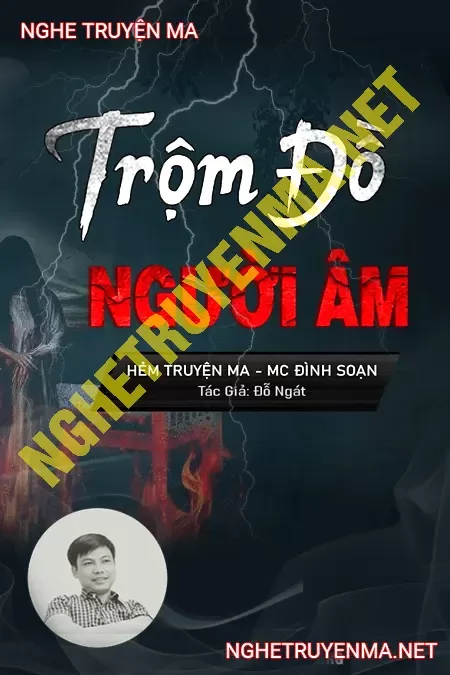 NGHE TRUYỆN MA
Trộm Đồ
NGƯỜI ÂM
HẺM TRUYỆN MA - MC ĐÌNH SOẠN
Tác Giả: Đỗ Ngát
NGHETRUYENMA.NET
NGHETRUYENMA.NET